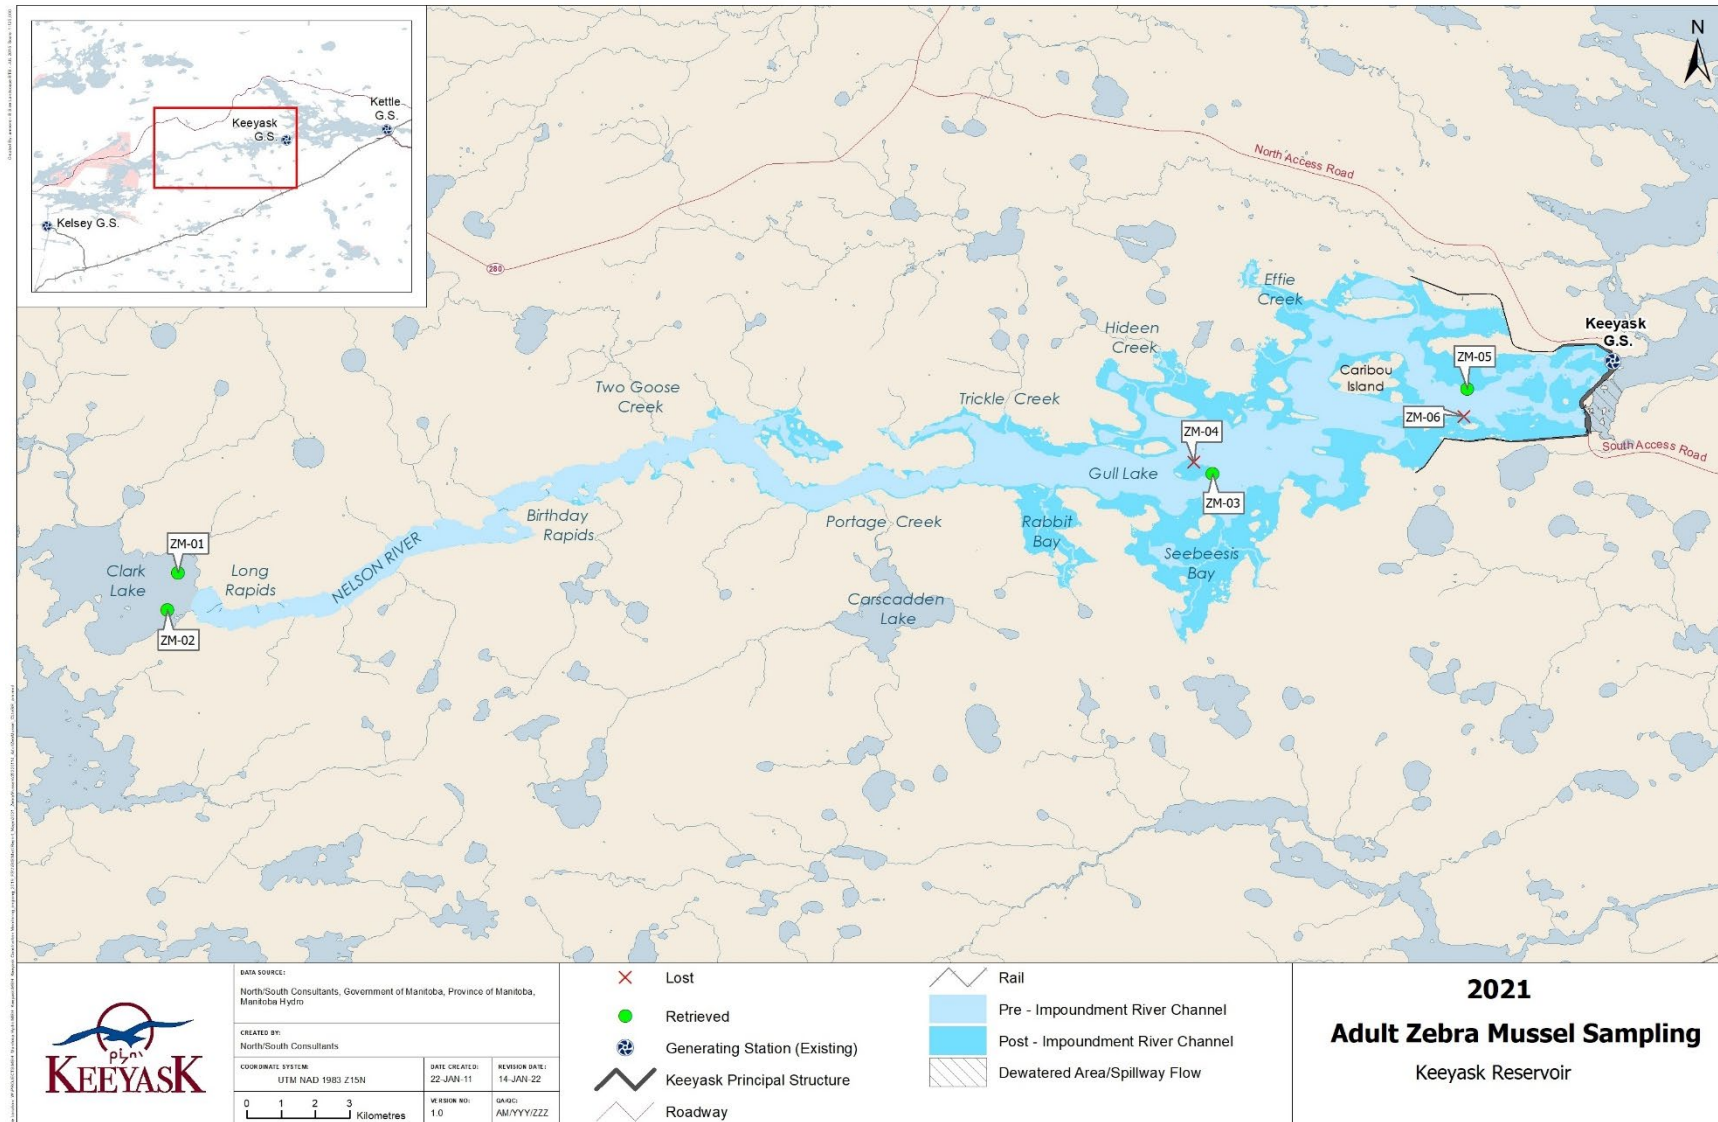 N
Kettle
G.S.
Keeyask
G.S.
Kelsey G.S.
North Access Road
280
Effie
Creek
Hideen
Creek
Keeyask
G.S.
ZM-05
Caribou
Island
Two Goose
Creek
Trickle Creek
ZM-06
ZM-04
South Access Road
Gull Lake
ZM-03
Birthday
Rapids
Portage Creek
Rabbit
Bay
Seebeesis
Bay
ZM-01
NELSON RIVER
Clark
Lake
Long
Rapids
Carscadden
Lake
ZM-02
KEEYASK
DATA SOURCE:
North/South Consultants, Government of Manitoba, Province of Manitoba,
Manitoba Hydro
CREATED BY:
North/South Consultants
COORDINATE SYSTEM:
UTM NAD 1983 Z15N
DATE CREATED:
22-JAN-11
REVISION DATE:
14-JAN-22
0 1 2 3 Kilometres
VERSION NO:
1.0
QA/QC:
AM/YYY/ZZZ
Lost
Retrieved
Generating Station (Existing)
Keeyask Principal Structure
Roadway
Rail
Pre - Impoundment River Channel
Post - Impoundment River Channel
Dewatered Area/Spillway Flow
2021
Adult Zebra Mussel Sampling
Keeyask Reservoir